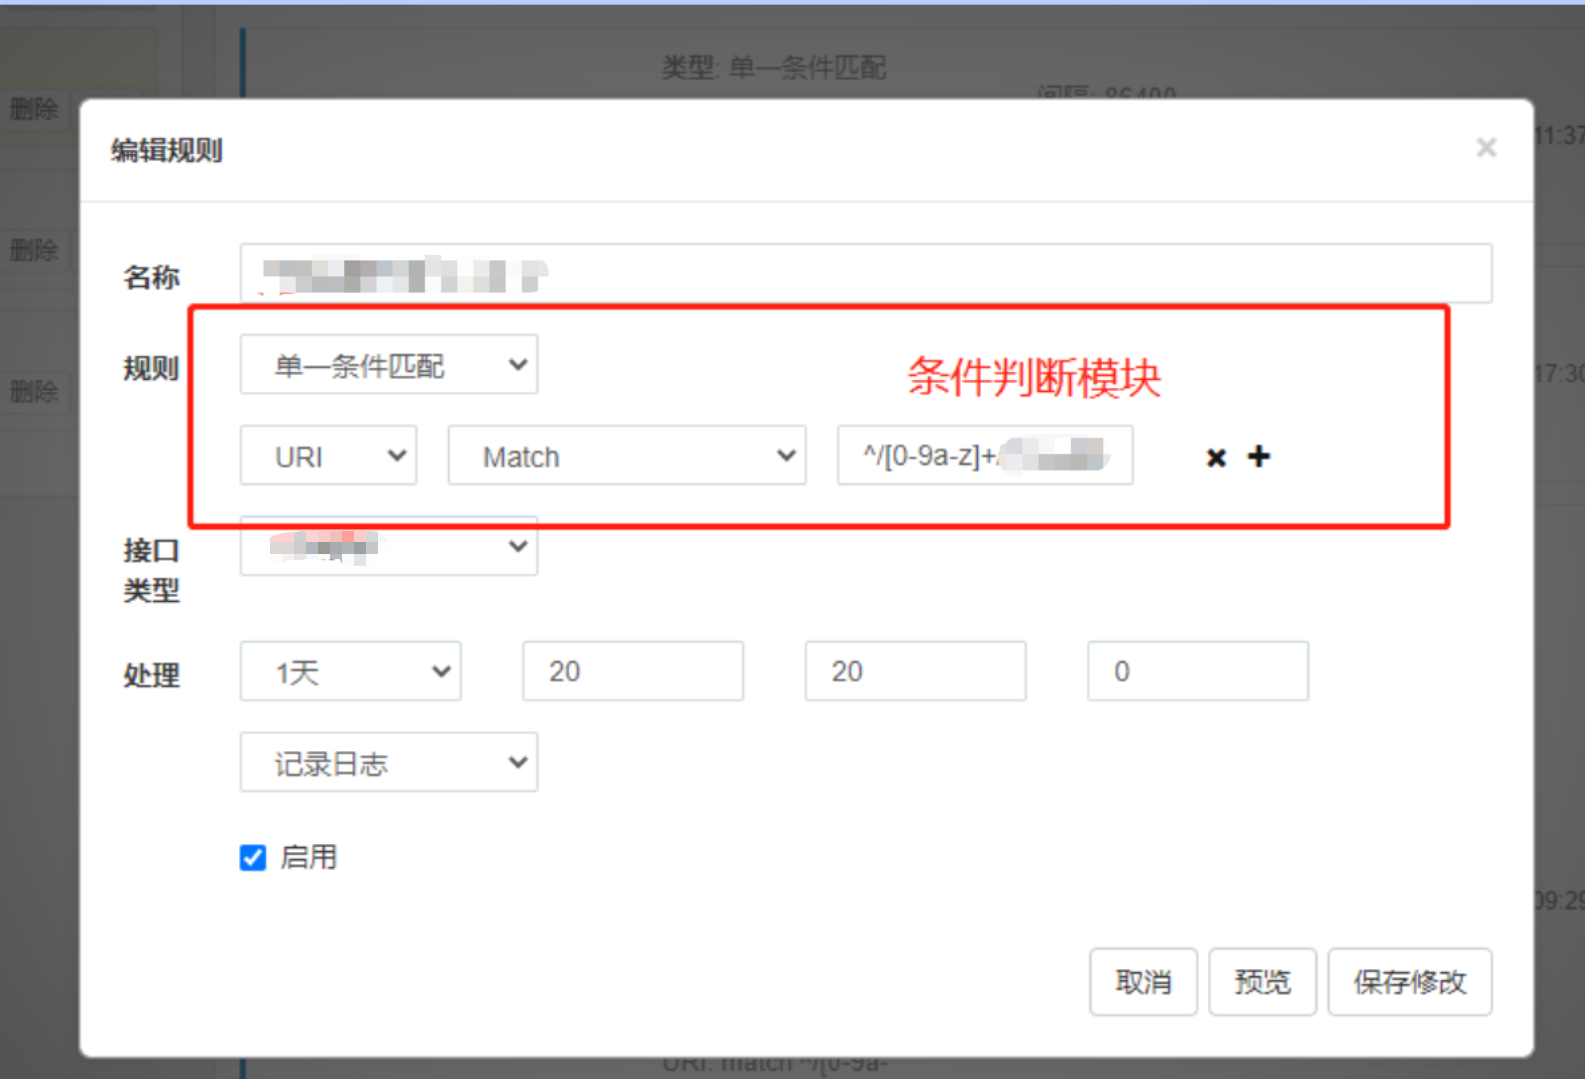 类型: 单一条件匹配
间隔: 86400
删除
11:37
编辑规则
删除
名称
规则
单一条件匹配
条件判断模块
删除
17:30
URI
Match
^/[0-9a-z]+
接口
类型
处理
1天
20
20
0
记录日志
启用
09:29
取消
预览
保存修改
URI: match ^/[0-9a-